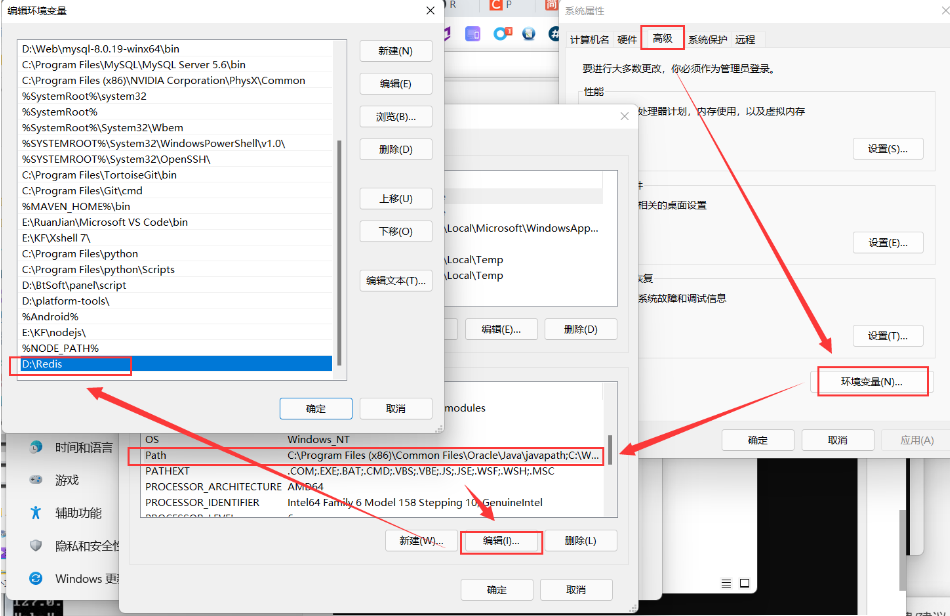 编辑环境变量
D:\Web\mysql-8.0.19-winx64\bin
C:\Program Files\MySQL\MySQL Server 5.6\bin
C:\Program Files (x86)\NVIDIA Corporation\PhysX\Common
%SystemRoot%\system32
%SystemRoot%
%SystemRoot%\System32\Wbem
%SYSTEMROOT%\System32\WindowsPowerShell\v1.0\
%SYSTEMROOT%\System32\OpenSSH\
C:\Program Files\TortoiseGit\bin
C:\Program Files\Git\cmd
%MAVEN_HOME%\bin
E:\RuanJian\Microsoft VS Code\bin
E:\KF\Xshell 7\
C:\Program Files\python
C:\Program Files\python\Scripts
D:\BtSoft\panel\script
D:\platform-tools\
%Android%
E:\KF\nodejs\
%NODE_PATH%
D:\Redis
新建(N)
编辑(E)
浏览(B)...
删除(D)
上移(U)
下移(O)
编辑文本(T)...
确定
取消
R
P
简
系统属性
计算机名
硬件
高级
系统保护
远程
要进行大多数更改，你必须作为管理员登录。
性能
处理器计划，内存使用，以及虚拟内存
设置(S)...
件
相关的桌面设置
设置(E)...
恢复
系统故障和调试信息
设置(T)...
环境变量(N)...
确定
取消
应用(A)
\Local\Microsoft\WindowsApp...
\Local\Temp
\Local\Temp
编辑(E)...
删除(D)
modules
OS
Windows_NT
Path
C:\Program Files (x86)\Common Files\Oracle\Java\javapath;C:\W...
PATHEXT
.COM;.EXE;.BAT;.CMD;.VBS;.VBE;.JS;.JSE;.WSF;.WSH;.MSC
PROCESSOR_ARCHITECTURE
AMD64
PROCESSOR_IDENTIFIER
Intel64 Family 6 Model 158 Stepping 10, GenuineIntel
PROCESSOR_LEVEL
新建(W)...
编辑(I)...
删除(L)
确定
取消
时间和语言
游戏
辅助功能
隐私和安全性
Windows 更新
127.0.